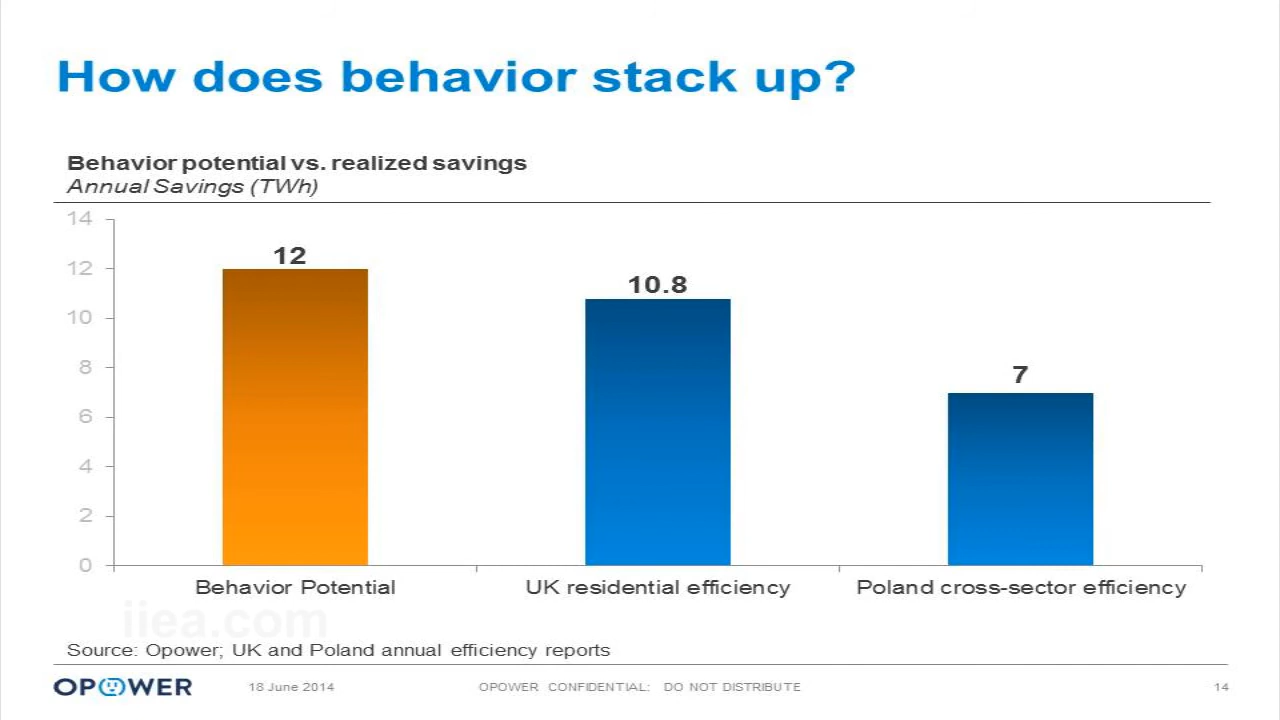 How does behavior stack up?
Behavior potential vs. realized savings
Annual Savings (TWh)
14
12
10
8
6
4
2
0
12
10.8
7
Behavior Potential
UK residential efficiency
Poland cross-sector efficiency
iiea.com
Source: Opower; UK and Poland annual efficiency reports
OPOWER
18 June 2014
OPOWER CONFIDENTIAL: DO NOT DISTRIBUTE
14